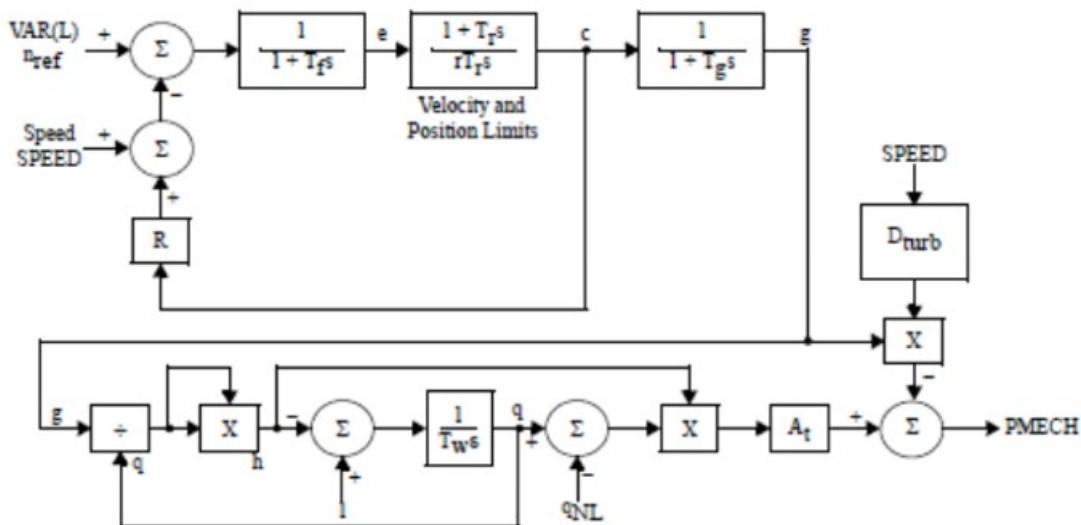 VAR(L)
nref
+
Σ
−
1
1 + Tfs
e
1 + Trs
rTrs
Velocity and
Position Limits
c
1
1 + Tgs
g
Speed
SPEED
+
Σ
+
R
SPEED
Dturb
X
−
g
÷
q
X
h
−
Σ
+
1
1
Tws
q
+
Σ
−
qNL
X
At
+
Σ
PMECH